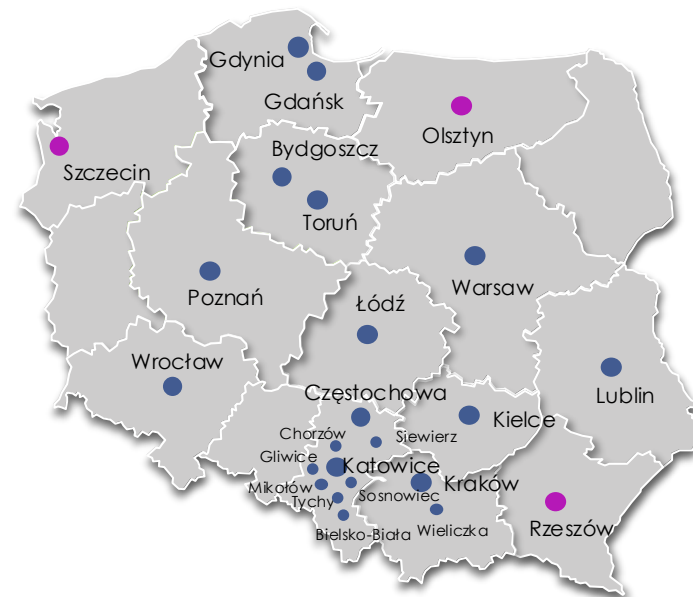 Gdynia
Gdańsk
Olsztyn
Szczecin
Bydgoszcz
Toruń
Poznań
Warsaw
Łódź
Wrocław
Lublin
Częstochowa
Kielce
Chorzów
Siewierz
Gliwice
Katowice
Mikołów
Kraków
Tychy
Sosnowiec
Bielsko-Biała
Wieliczka
Rzeszów